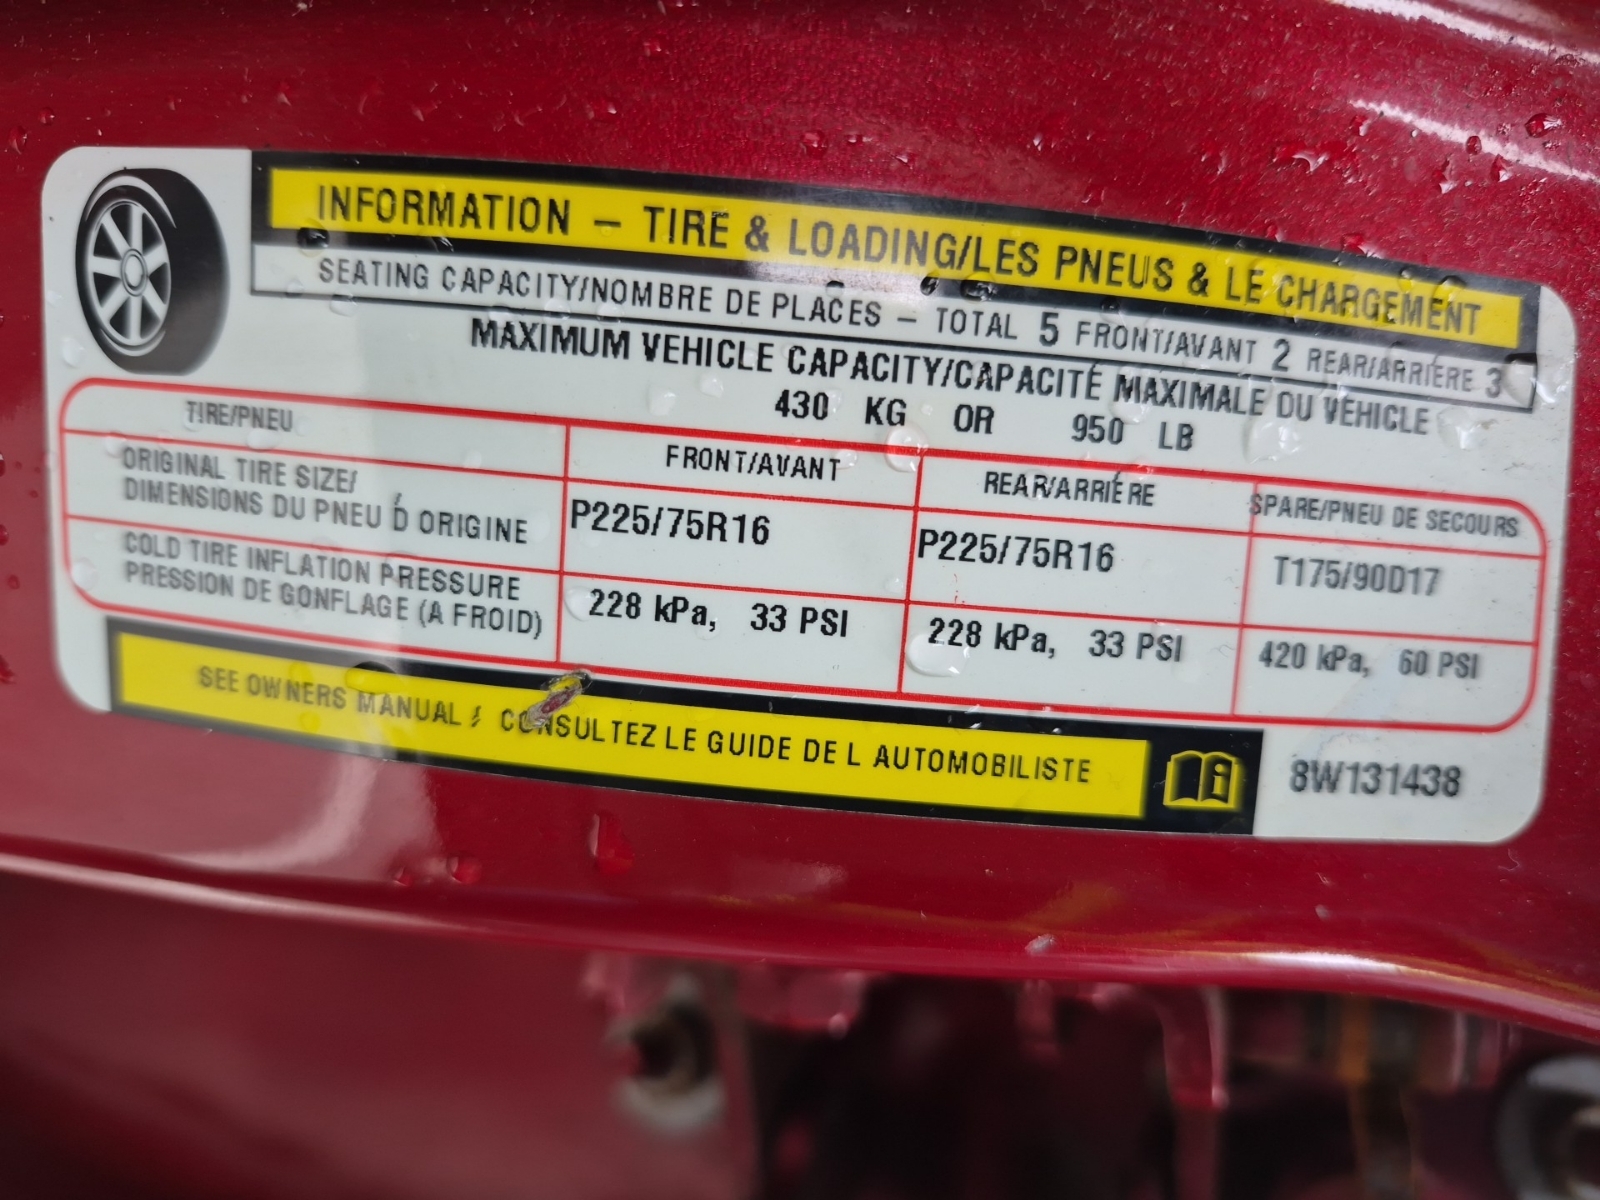 INFORMATION – TIRE & LOADING/LES PNEUS & LE CHARGEMENT
SEATING CAPACITY/NOMBRE DE PLACES – TOTAL 5 FRONT/AVANT 2 REAR/ARRIÉRE 3
MAXIMUM VEHICLE CAPACITY/CAPACITÉ MAXIMALE DU VÉHICLE
430 KG OR 950 LB
TIRE/PNEU FRONT/AVANT REAR/ARRIÉRE SPARE/PNEU DE SECOURS
ORIGINAL TIRE SIZE/
DIMENSIONS DU PNEU D́ ORIGINE P225/75R16 P225/75R16 T175/90D17
COLD TIRE INFLATION PRESSURE
PRESSION DE GONFLAGE (A FROID) 228 kPa, 33 PSI 228 kPa, 33 PSI 420 kPa, 60 PSI
SEE OWNERS MANUAL / CONSULTEZ LE GUIDE DE L AUTOMOBILISTE
8W131438